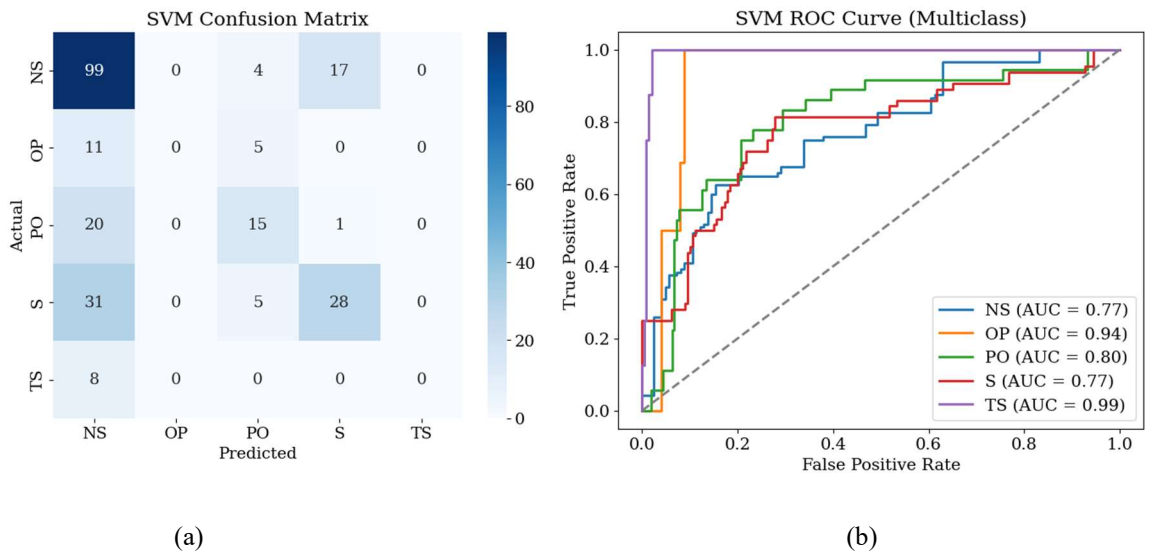 SVM Confusion Matrix
NS 99 0 4 17 0
OP 11 0 5 0 0
PO 20 0 15 1 0
S 31 0 5 28 0
TS 8 0 0 0 0
Actual
NS OP PO S TS
Predicted
80
60
40
20
0
(a)
SVM ROC Curve (Multiclass)
True Positive Rate
1.0
0.8
0.6
0.4
0.2
0.0
NS (AUC = 0.77)
OP (AUC = 0.94)
PO (AUC = 0.80)
S (AUC = 0.77)
TS (AUC = 0.99)
0.0 0.2 0.4 0.6 0.8 1.0
False Positive Rate
(b)